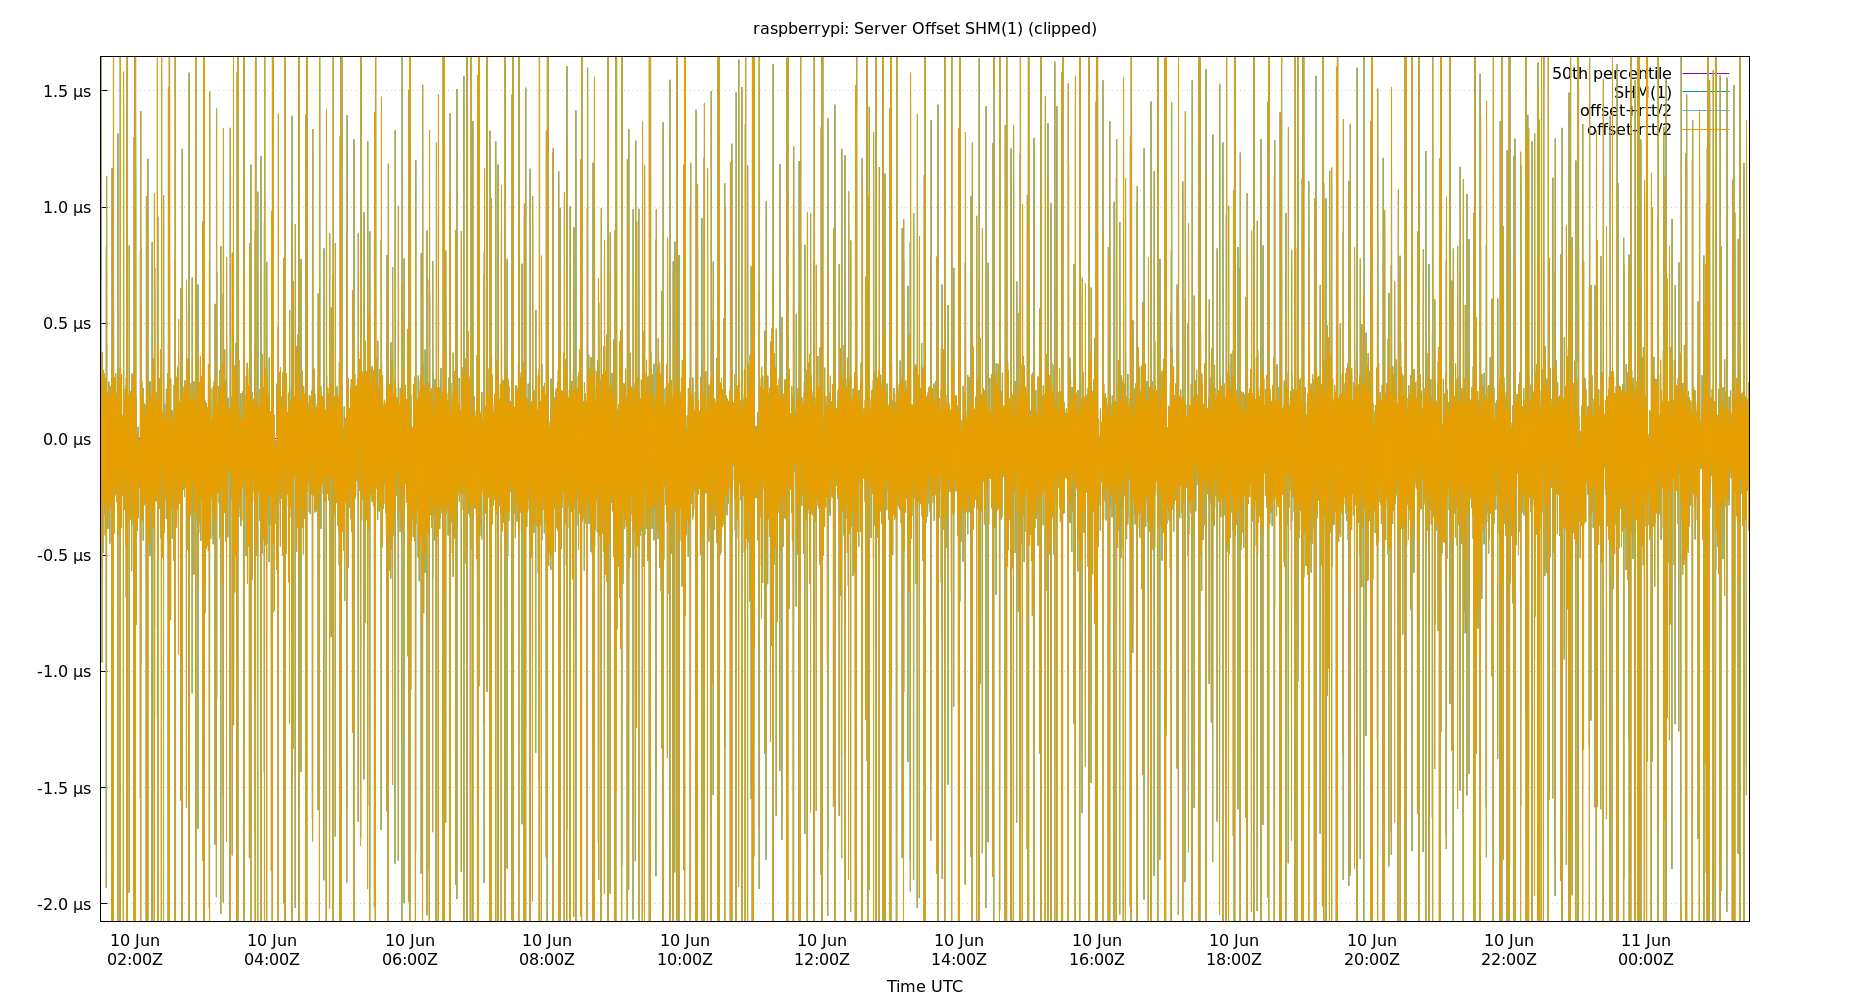 raspberrypi: Server Offset SHM(1) (clipped)
50th percentile
SHM(1)
offset+rtt/2
offset-rtt/2
1.5 µs
1.0 µs
0.5 µs
0.0 µs
-0.5 µs
-1.0 µs
-1.5 µs
-2.0 µs
10 Jun 10 Jun 10 Jun 10 Jun 10 Jun 10 Jun 10 Jun 10 Jun 10 Jun 10 Jun 10 Jun 11 Jun
02:00Z 04:00Z 06:00Z 08:00Z 10:00Z 12:00Z 14:00Z 16:00Z 18:00Z 20:00Z 22:00Z 00:00Z
Time UTC